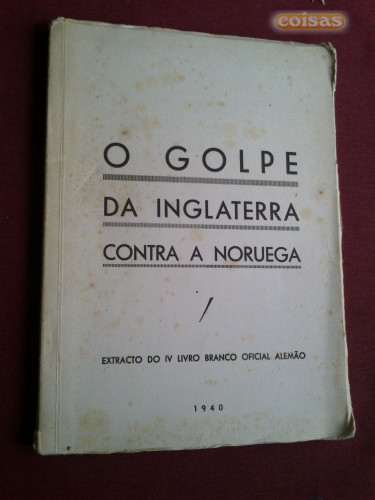 coisas
O GOLPE
DA INGLATERRA
CONTRA A NORUEGA
EXTRACTO DO IV LIVRO BRANCO OFICIAL ALEMÃO
1940